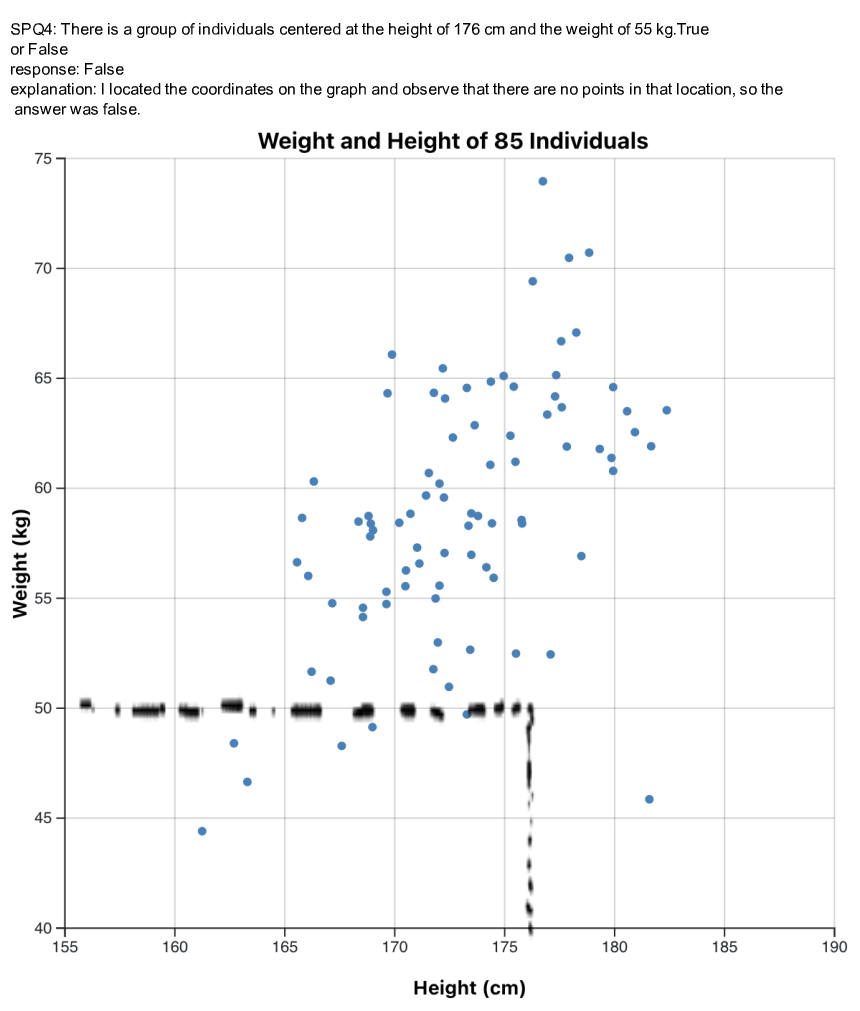 SPQ4: There is a group of individuals centered at the height of 176 cm and the weight of 55 kg.True
or False
response: False
explanation: I located the coordinates on the graph and observe that there are no points in that location, so the
answer was false.
Weight and Height of 85 Individuals
75
70
65
60
55
50
45
40
Weight (kg)
155 160 165 170 175 180 185 190
Height (cm)